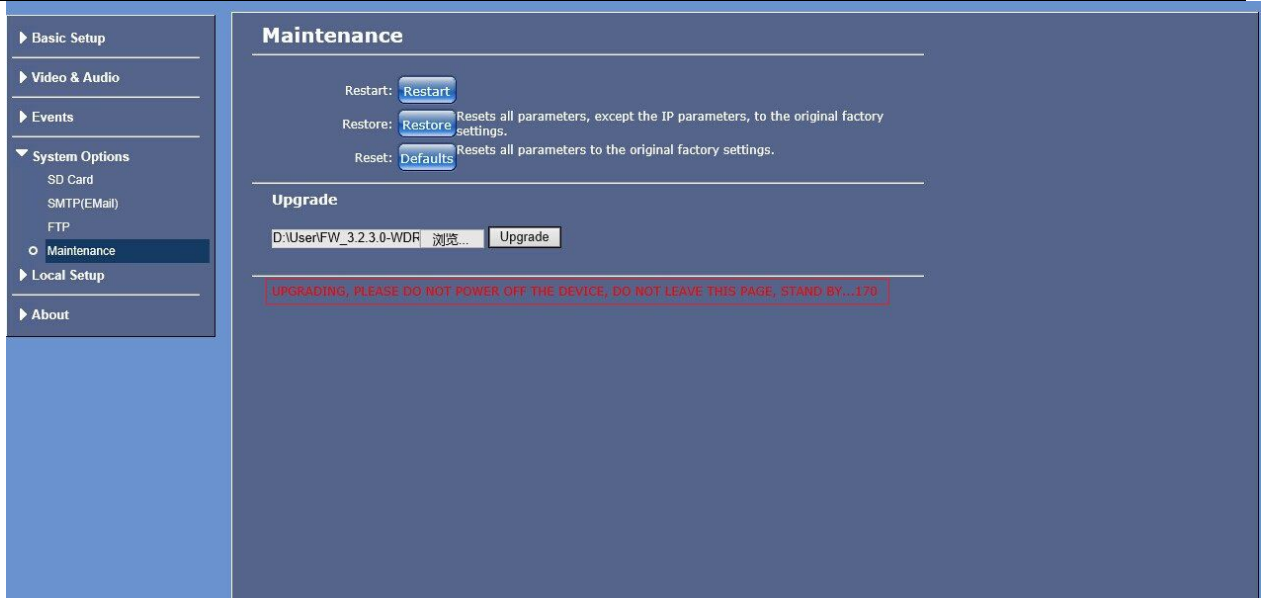 Basic Setup
Video & Audio
Events
System Options
SD Card
SMTP(EMail)
FTP
Maintenance
Local Setup
About
Maintenance
Restart: Restart
Restore: Restore Resets all parameters, except the IP parameters, to the original factory
settings.
Reset: Defaults Resets all parameters to the original factory settings.
Upgrade
D:\User\FW_3.2.3.0-WDR 浏览... Upgrade
UPGRADING, PLEASE DO NOT POWER OFF THE DEVICE, DO NOT LEAVE THIS PAGE, STAND BY...170